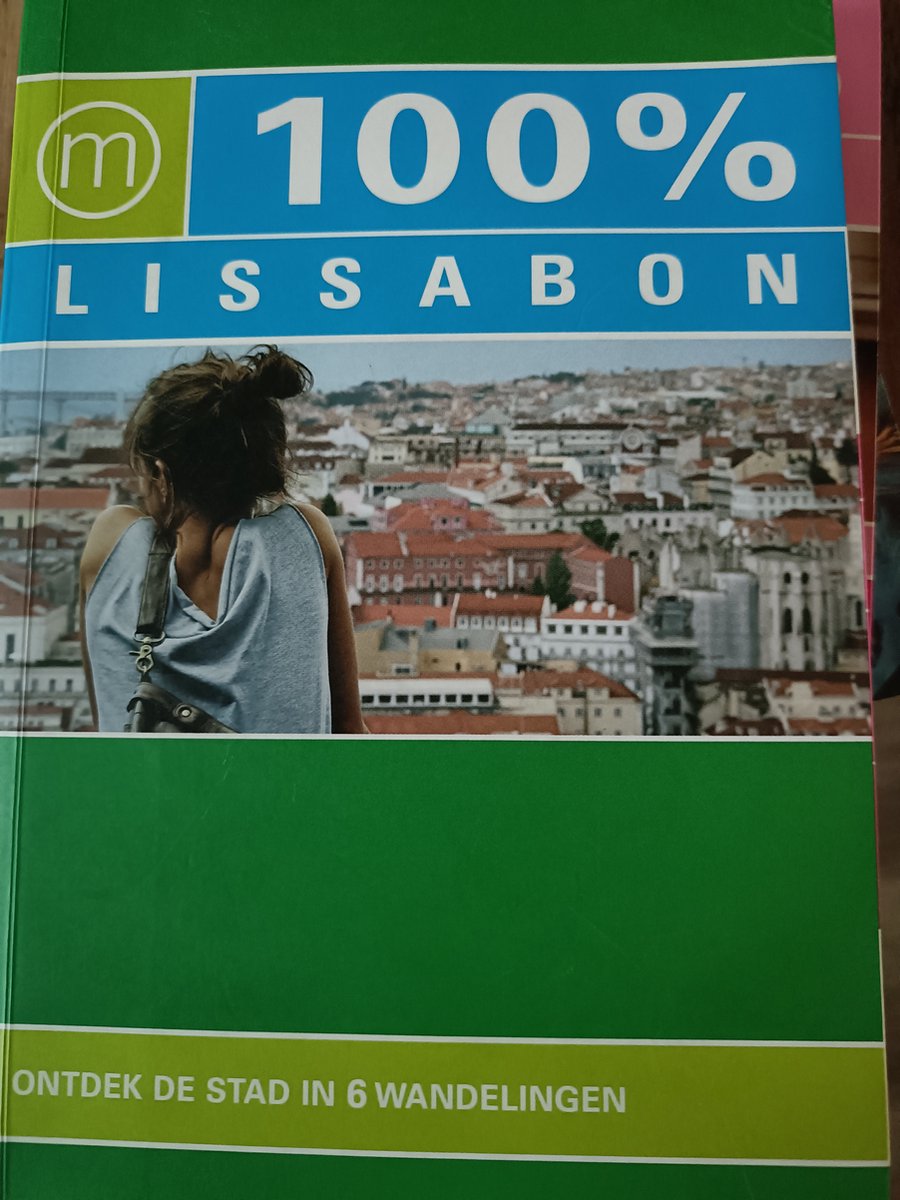 m
100%
LISSABON
ONTDEK DE STAD IN 6 WANDELINGEN